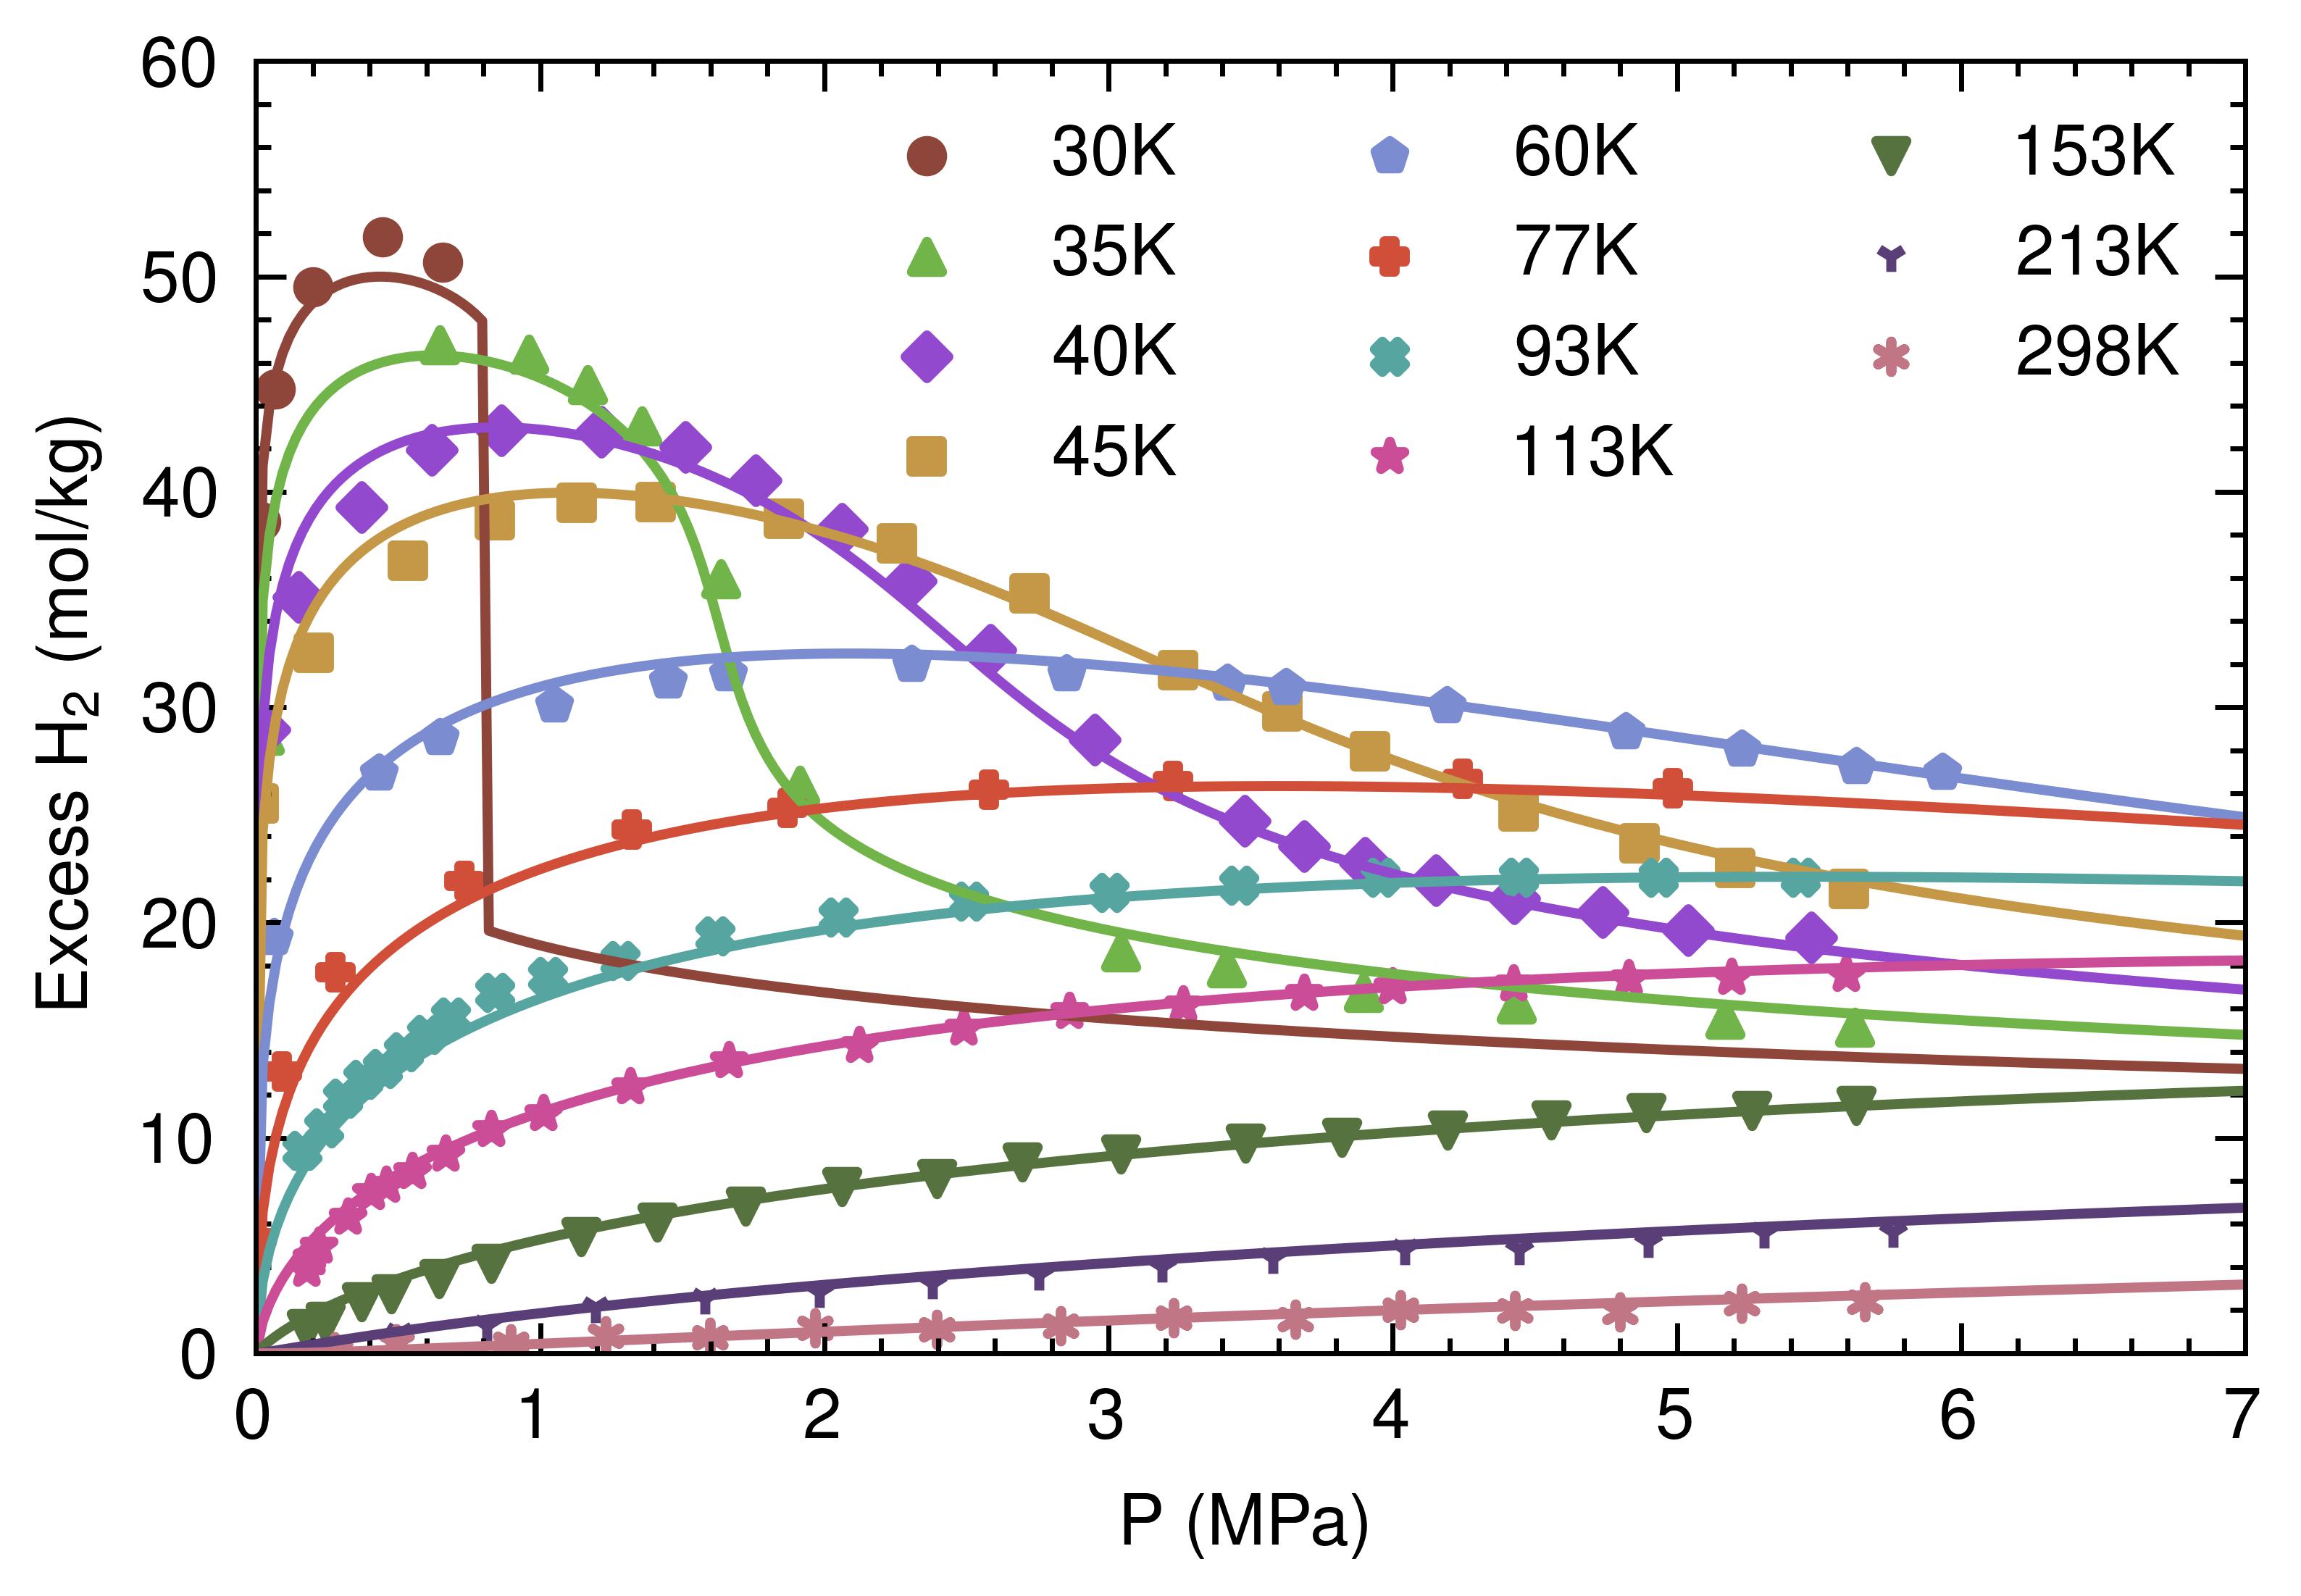 60
50
40
30
20
10
0
Excess H₂ (mol/kg)
30K 60K 153K
35K 77K 213K
40K 93K 298K
45K 113K
0 1 2 3 4 5 6 7
P (MPa)